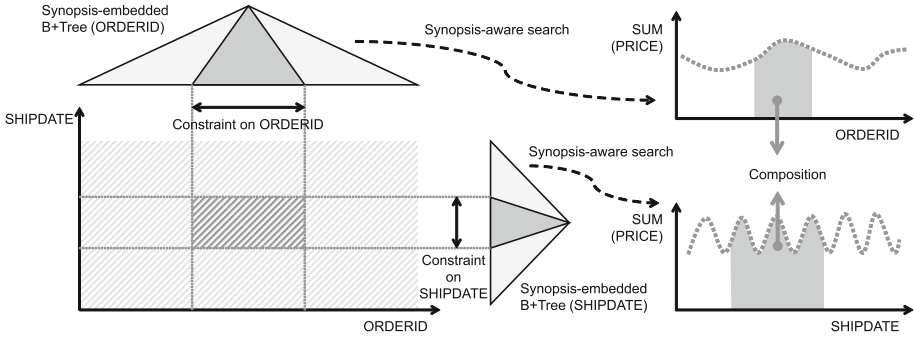 Synopsis-embedded
B+Tree (ORDERID)
Synopsis-aware search
SUM
(PRICE)
ORDERID
SHIPDATE
Constraint on ORDERID
Synopsis-aware search
Composition
SUM
(PRICE)
Constraint
on
SHIPDATE
Synopsis-embedded
B+Tree (SHIPDATE)
ORDERID
SHIPDATE